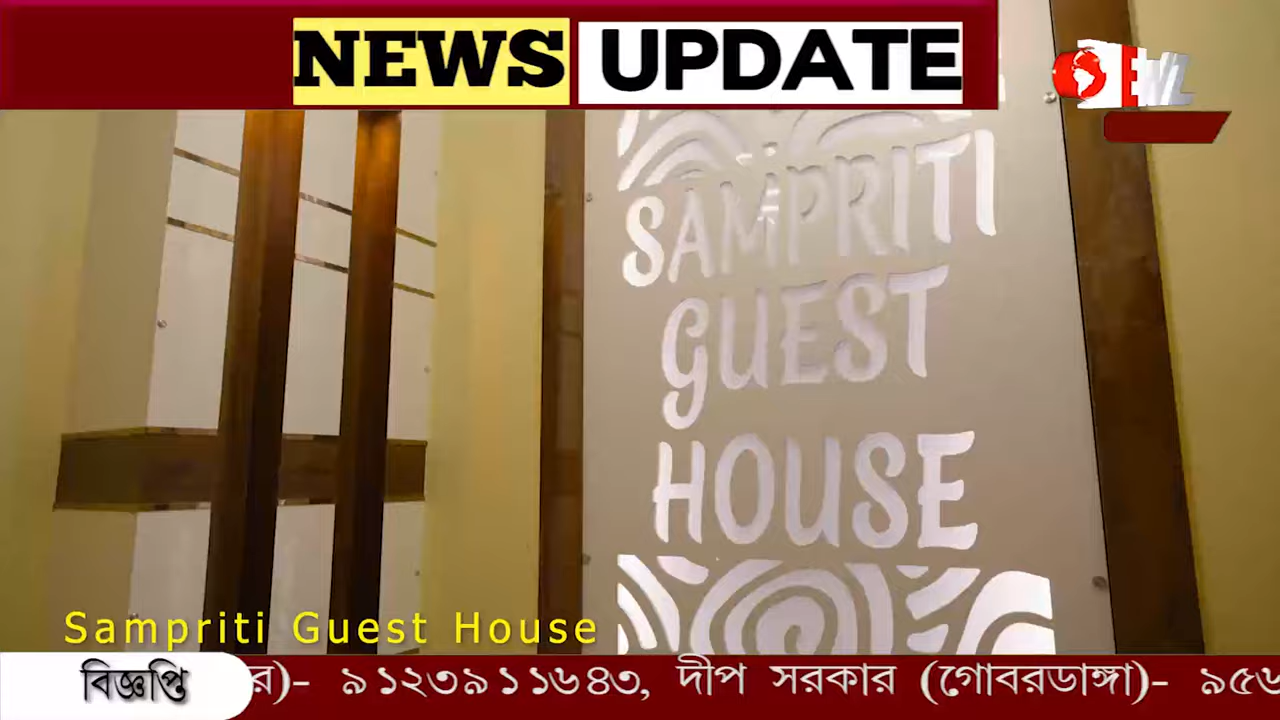 NEWS UPDATE
SAMPRITI
GUEST
HOUSE
Sampriti Guest House
বিজ্ঞপ্তি
র)- ৯১২৩৯১১৬৪৩, দীপ সরকার (গোবরডাঙ্গা)- ৯৫৬